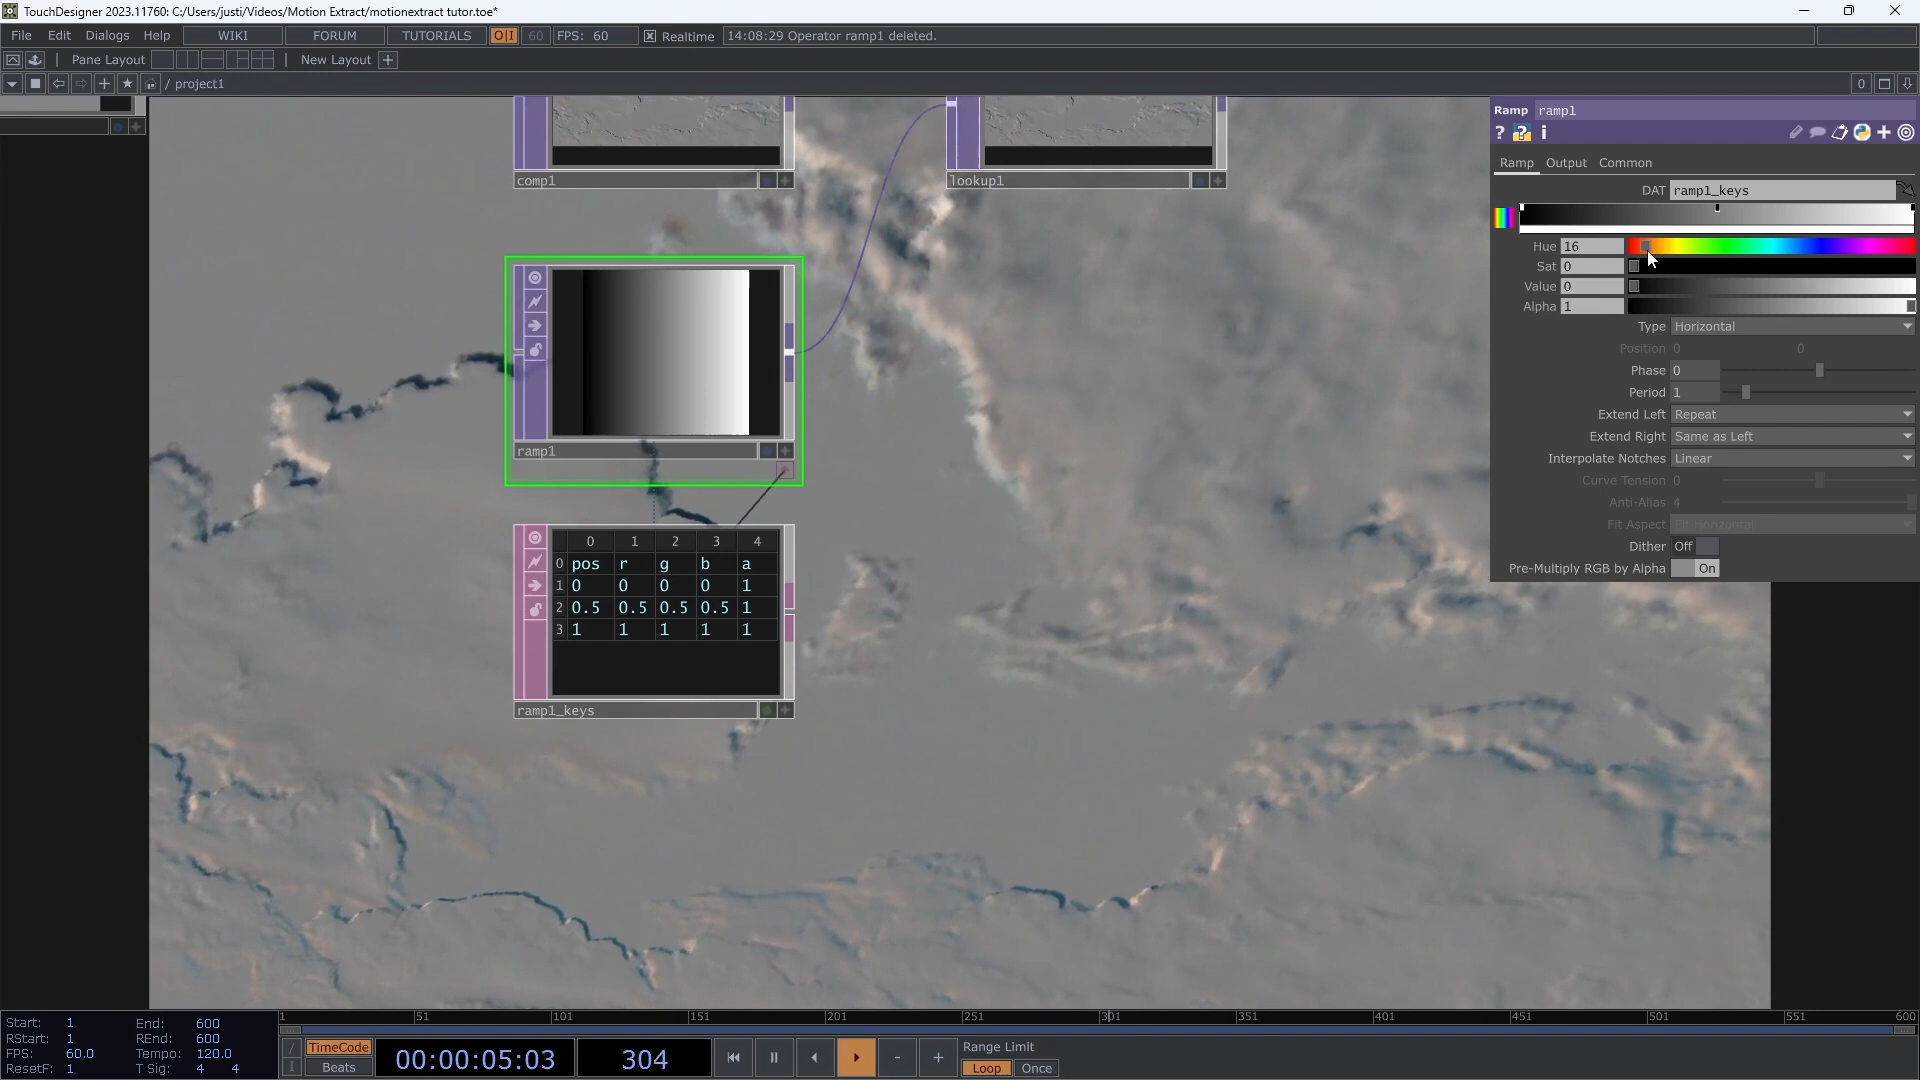 TouchDesigner 2023.11760: C:/Users/justi/Videos/Motion Extract/motionextract tutor.toe*
File Edit Dialogs Help WIKI FORUM TUTORIALS O|I 60 FPS: 60 Realtime 14:08:29 Operator ramp1 deleted.
Pane Layout New Layout +
/ project1 0
Ramp ramp1
? ? i
Ramp Output Common
DAT ramp1_keys
Hue 16
Sat 0
Value 0
Alpha 1
Type Horizontal
Position 0 0
Phase 0
Period 1
Extend Left Repeat
Extend Right Same as Left
Interpolate Notches Linear
Curve Tension 0
Anti-Alias 4
Fit Aspect Fit Horizontal
Dither Off
Pre-Multiply RGB by Alpha On
comp1
lookup1
ramp1
0 1 2 3 4
0 pos r g b a
1 0 0 0 0 1
2 0.5 0.5 0.5 0.5 1
3 1 1 1 1 1
ramp1_keys
1 51 101 151 201 251 301 351 401 451 501 551 600
Start: 1 End: 600
RStart: 1 REnd: 600
FPS: 60.0 Tempo: 120.0
ResetF: 1 T Sig: 4 4
TimeCode
Beats
00:00:05:03
304
- +
Range Limit
Loop Once